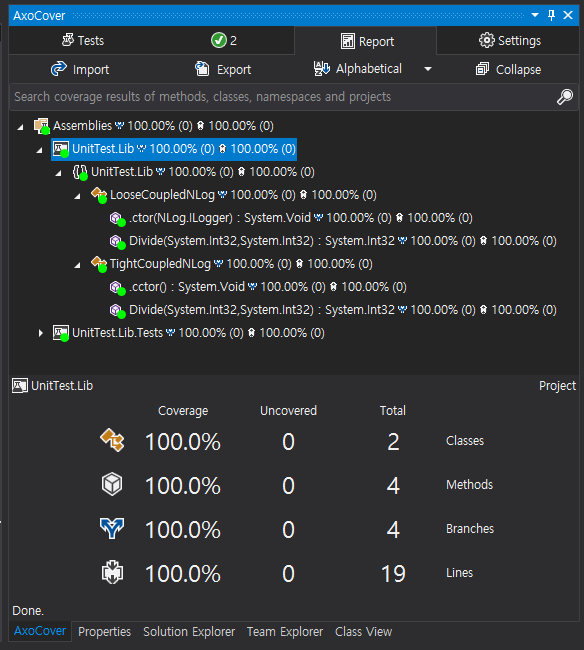 AxoCover
Tests 2 Report Settings
Import Export Alphabetical Collapse
Search coverage results of methods, classes, namespaces and projects
Assemblies 100.00% (0) 100.00% (0)
UnitTest.Lib 100.00% (0) 100.00% (0)
UnitTest.Lib 100.00% (0) 100.00% (0)
LooseCoupledNLog 100.00% (0) 100.00% (0)
.ctor(NLog.ILogger) : System.Void 100.00% (0) 100.00% (0)
Divide(System.Int32,System.Int32) : System.Int32 100.00% (0) 100.00% (0)
TightCoupledNLog 100.00% (0) 100.00% (0)
.cctor() : System.Void 100.00% (0) 100.00% (0)
Divide(System.Int32,System.Int32) : System.Int32 100.00% (0) 100.00% (0)
UnitTest.Lib.Tests 100.00% (0) 100.00% (0)
UnitTest.Lib Project
Coverage Uncovered Total
100.0% 0 2 Classes
100.0% 0 4 Methods
100.0% 0 4 Branches
100.0% 0 19 Lines
Done.
AxoCover Properties Solution Explorer Team Explorer Class View